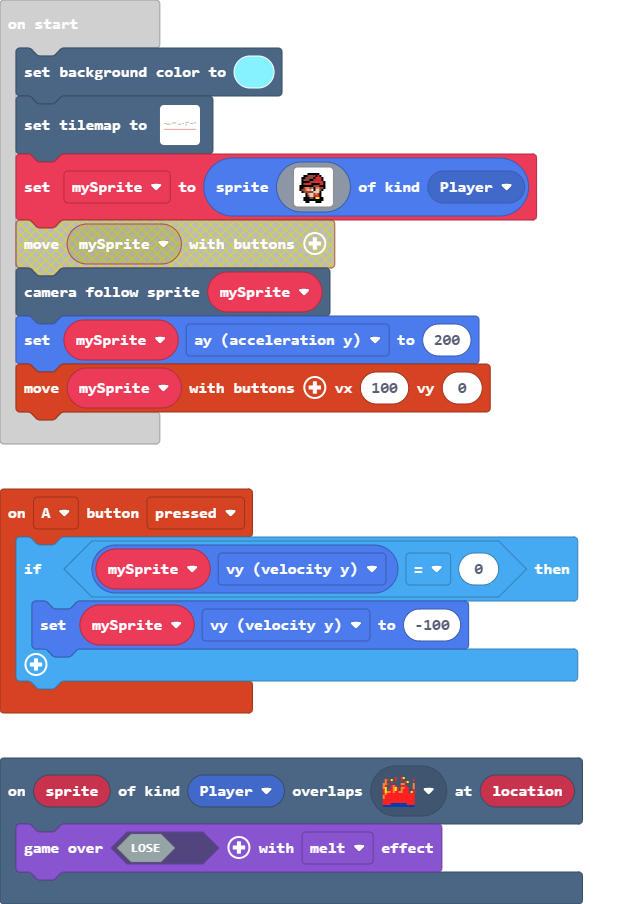 on start
set background color to
set tilemap to
set mySprite to sprite of kind Player
move mySprite with buttons
camera follow sprite mySprite
set mySprite ay (acceleration y) to 200
move mySprite with buttons vx 100 vy 0
on A button pressed
if mySprite vy (velocity y) = 0 then
set mySprite vy (velocity y) to -100
on sprite of kind Player overlaps at location
game over LOSE with melt effect